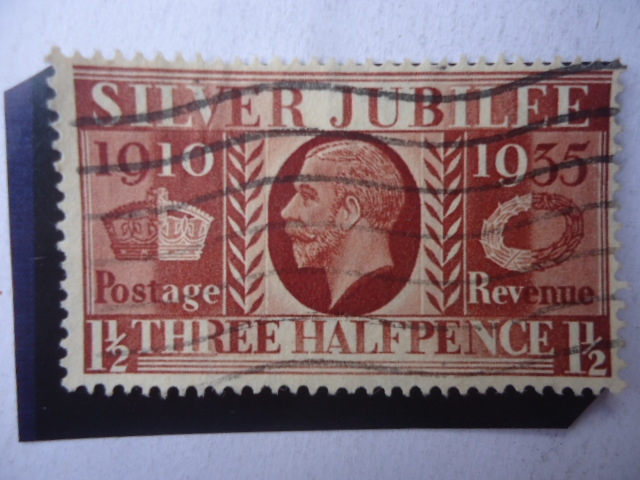 SILVER JUBILEE
1910 1935
Postage Revenue
1½ THREE HALFPENCE 1½